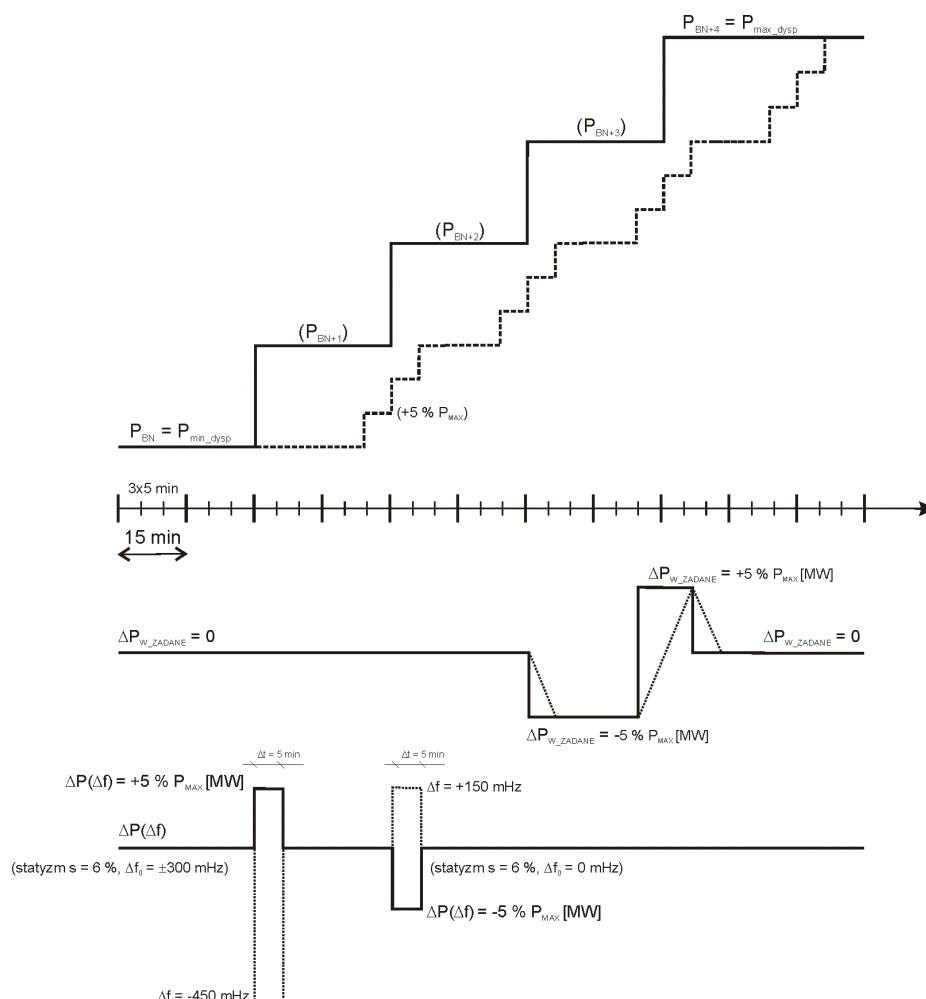 P_BN+4 = P_max_dysp
(P_BN+3)
(P_BN+2)
(P_BN+1)
(+5 % P_MAX)
P_BN = P_min_dysp
3x5 min
15 min
ΔP_W_ZADANE = +5 % P_MAX [MW]
ΔP_W_ZADANE = 0
ΔP_W_ZADANE = 0
ΔP_W_ZADANE = -5 % P_MAX [MW]
Δt = 5 min
Δt = 5 min
ΔP(Δf) = +5 % P_MAX [MW]
Δf = +150 mHz
ΔP(Δf)
(statyzm s = 6 %, Δf₀ = ±300 mHz)
(statyzm s = 6 %, Δf₀ = 0 mHz)
ΔP(Δf) = -5 % P_MAX [MW]
Δf = -450 mHz